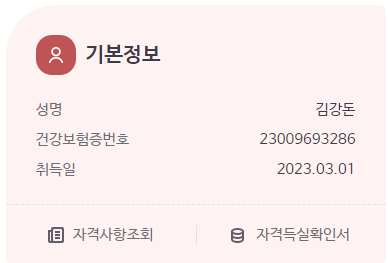 기본정보
성명 김강돈
건강보험증번호 23009693286
취득일 2023.03.01
자격사항조회 자격득실확인서